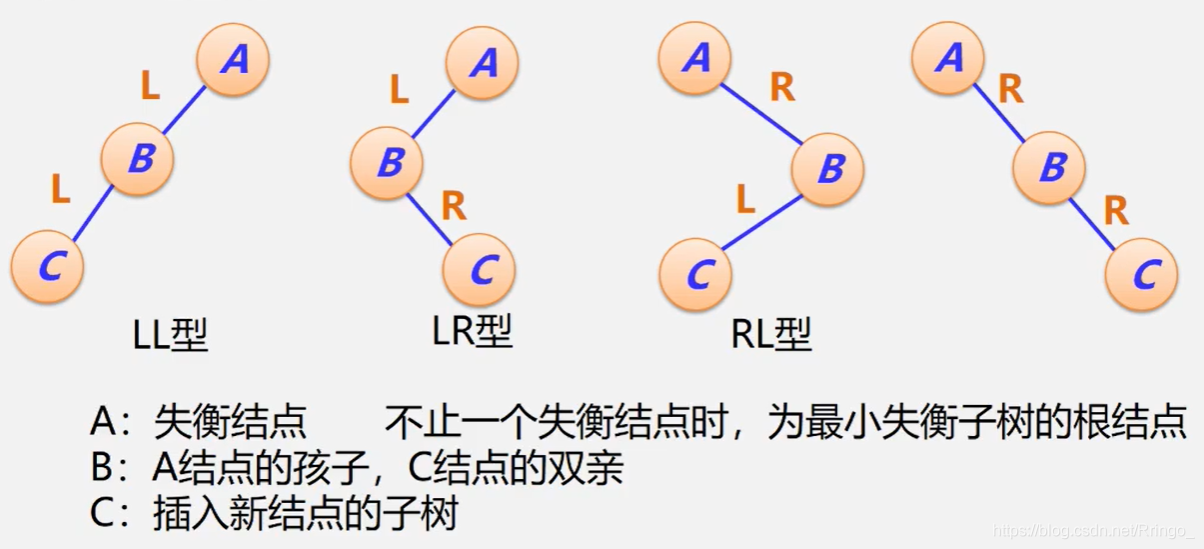 A
L
B
L
C
LL型
A
L
B
R
C
LR型
A
R
B
L
C
RL型
A
R
B
R
C
A：失衡结点 不止一个失衡结点时，为最小失衡子树的根结点
B：A结点的孩子，C结点的双亲
C：插入新结点的子树
https://blog.csdn.net/Rringo_